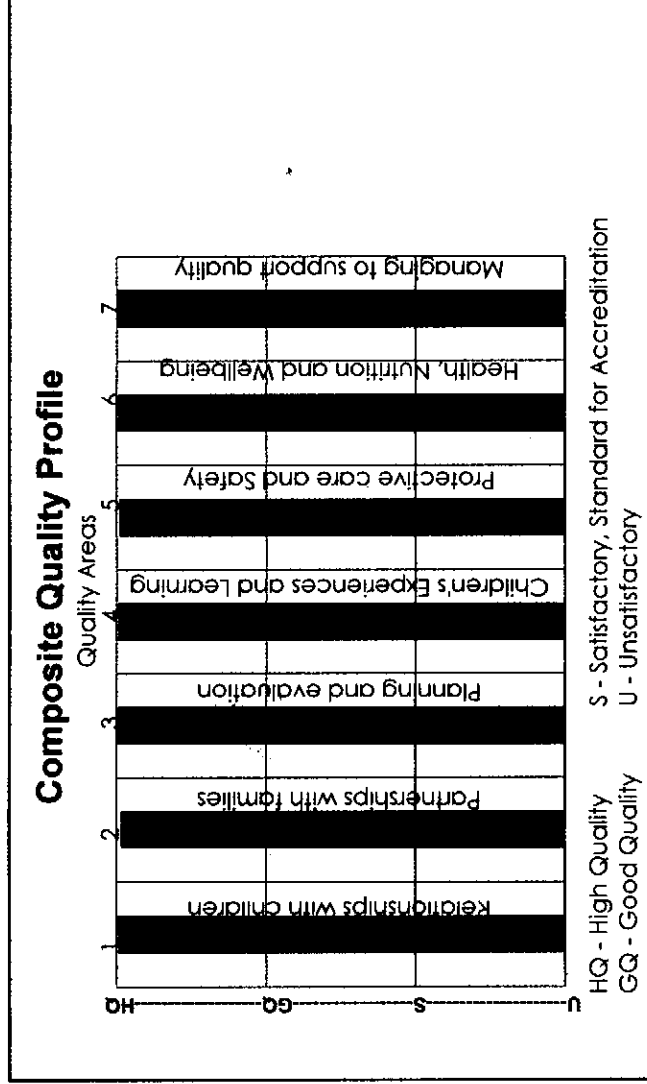 Composite Quality Profile
Quality Areas
1
2
3
4
5
6
7
HQ
GQ
S
U
Relationships with children
Partnerships with families
Planning and evaluation
Children's Experiences and Learning
Protective care and Safety
Health, Nutrition and Wellbeing
Managing to support quality
HQ - High Quality
GQ - Good Quality
S - Satisfactory, Standard for Accreditation
U - Unsatisfactory